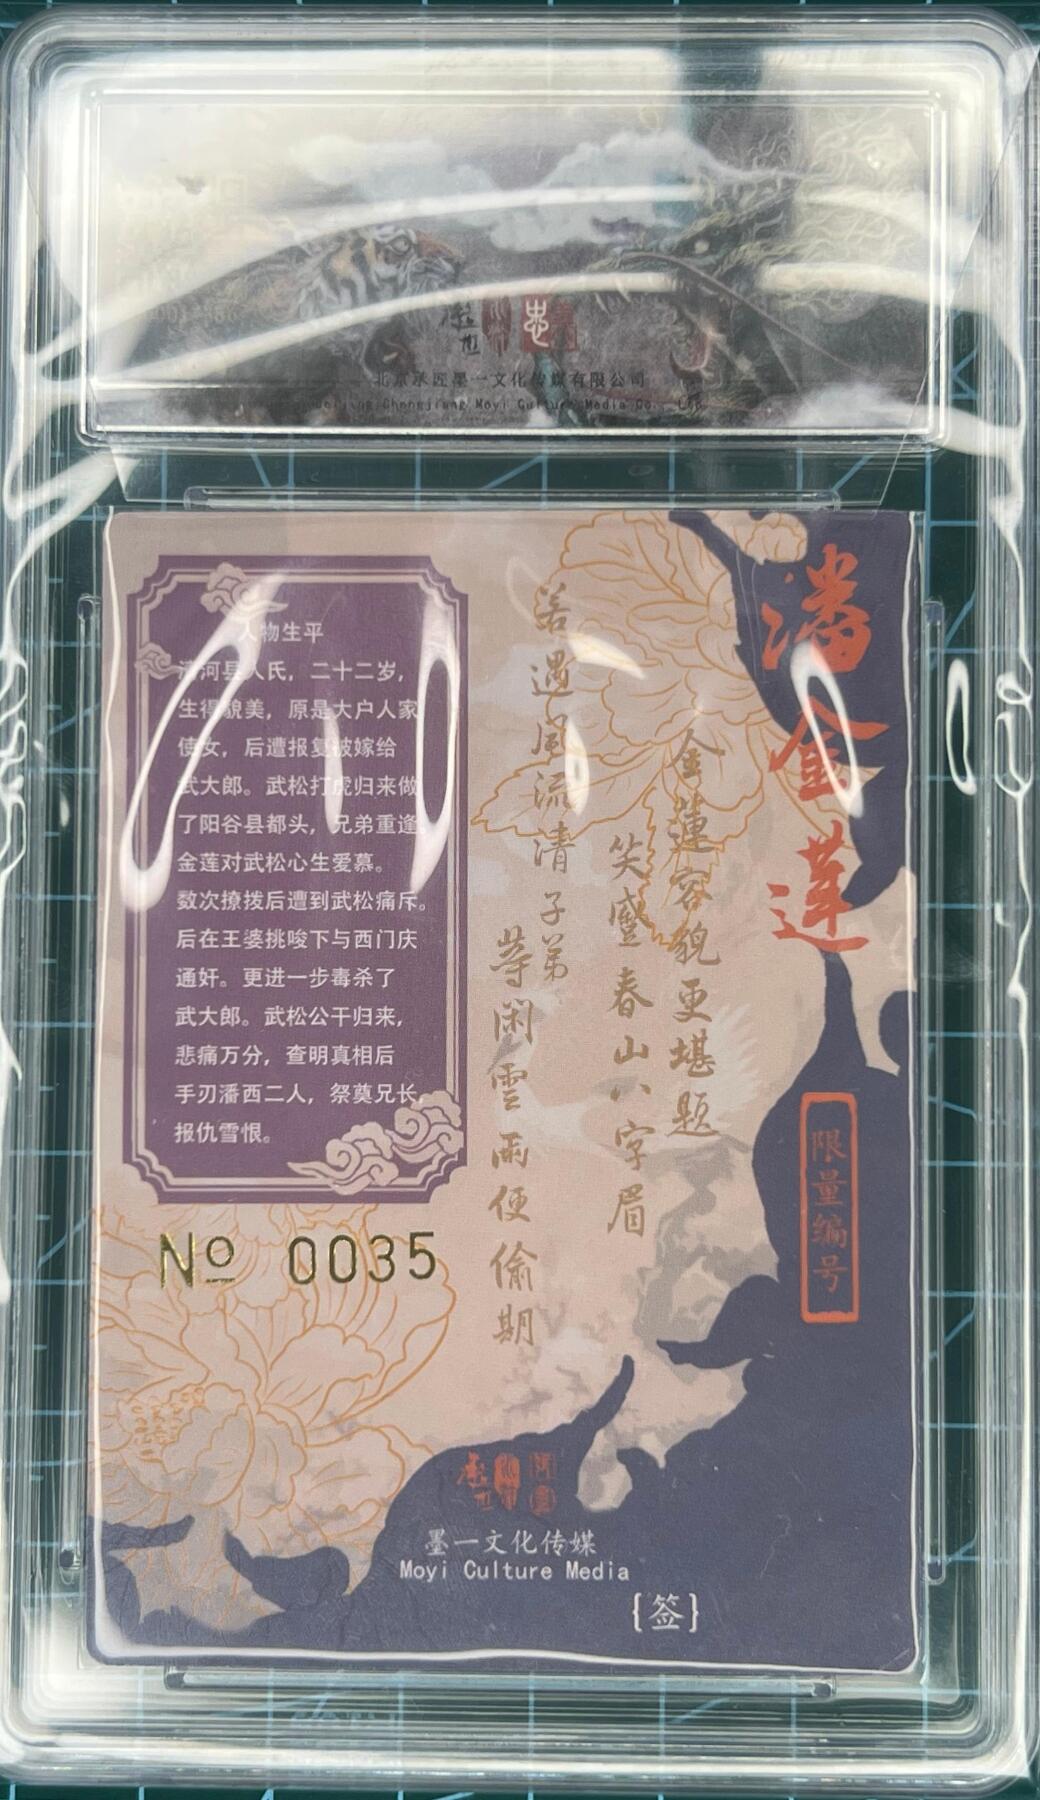 北京承匠墨一文化传媒有限公司
Beijing Chengjiang Moyi Culture Media Co., Ltd
潘金莲
金蓮容貌更堪题
笑蹙春山八字眉
若遇风流清子弟
等闲雲雨便偷期
人物生平
清河县人氏，二十二岁，
生得貌美，原是大户人家
使女，后遭报复被嫁给
武大郎。武松打虎归来做
了阳谷县都头，兄弟重逢。
金莲对武松心生爱慕。
数次撩拨后遭到武松痛斥。
后在王婆挑唆下与西门庆
通奸。更进一步毒杀了
武大郎。武松公干归来，
悲痛万分，查明真相后
手刃潘西二人，祭奠兄长，
报仇雪恨。
限量编号
Nº 0035
墨一文化传媒
Moyi Culture Media
{签}